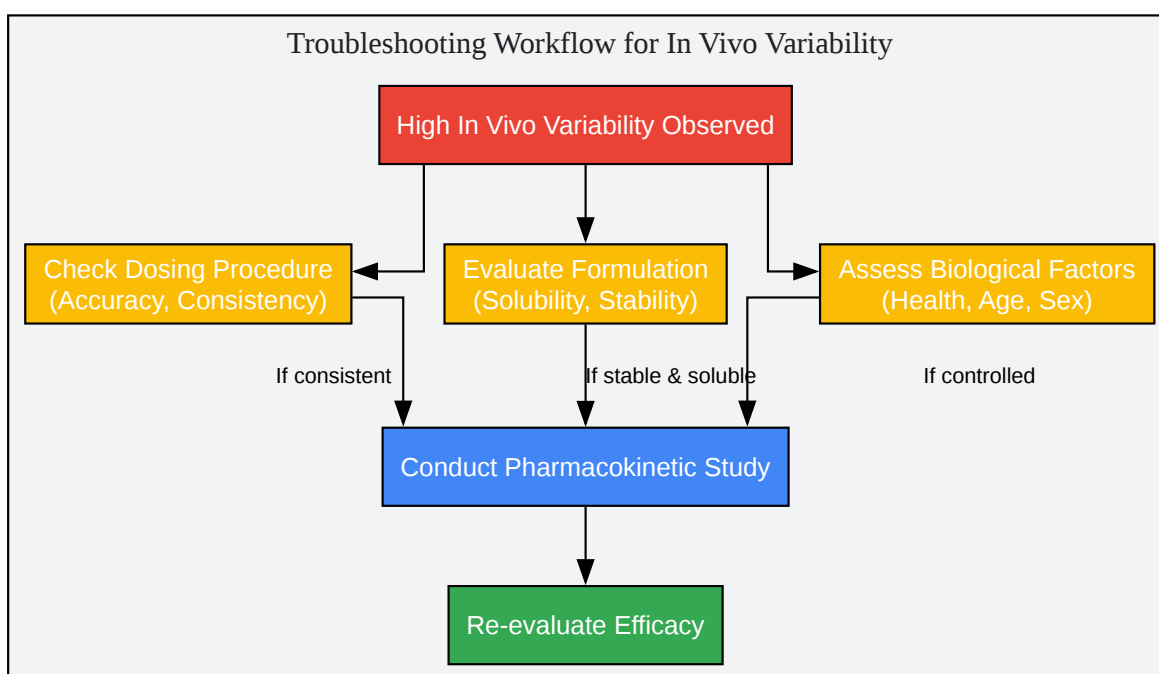 Troubleshooting Workflow for In Vivo Variability
High In Vivo Variability Observed
Check Dosing Procedure
(Accuracy, Consistency)
Evaluate Formulation
(Solubility, Stability)
Assess Biological Factors
(Health, Age, Sex)
If consistent
If stable & soluble
If controlled
Conduct Pharmacokinetic Study
Re-evaluate Efficacy